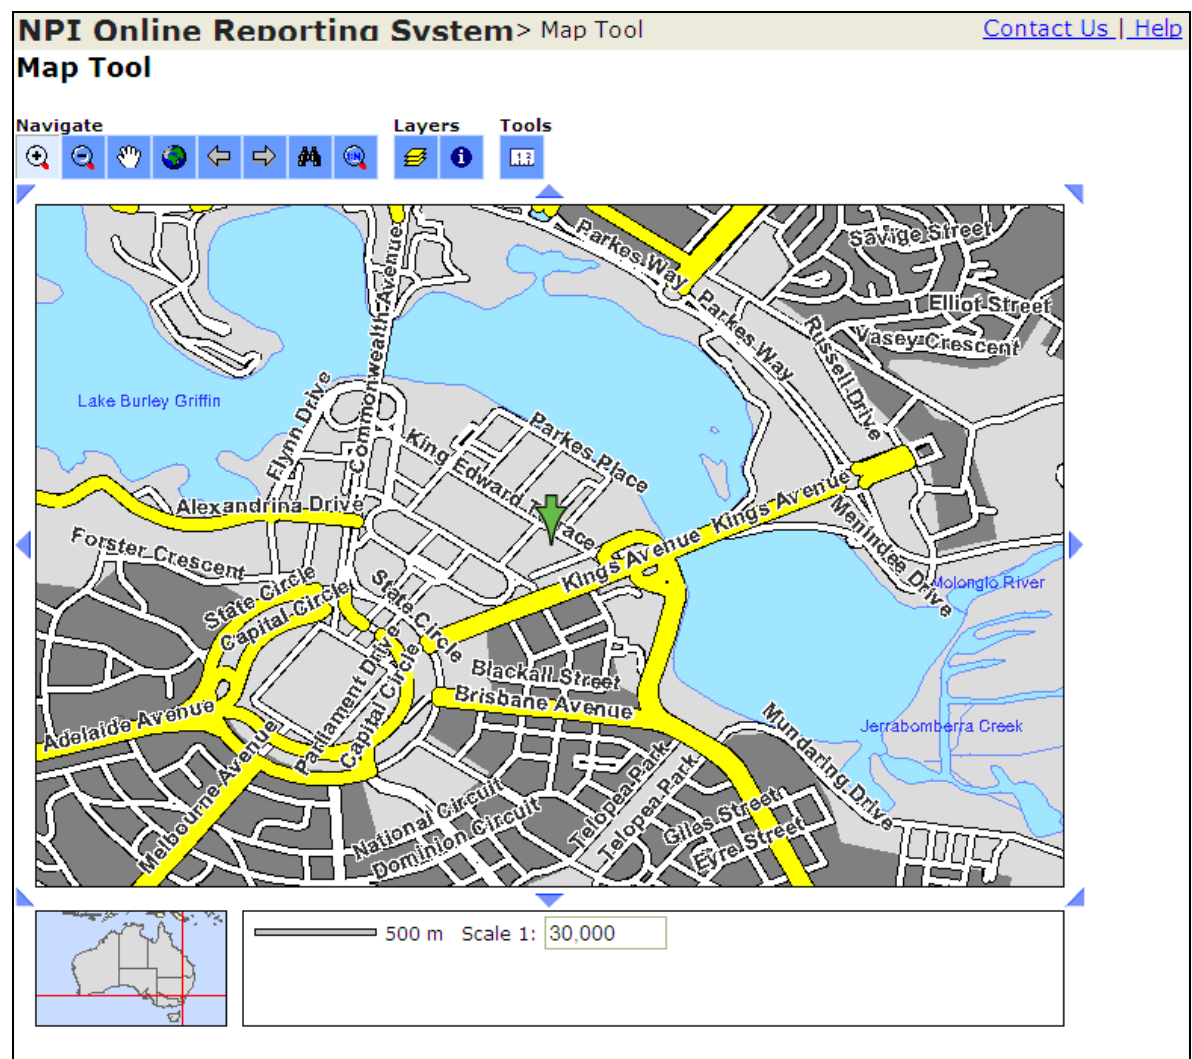 NPI Online Reporting System> Map Tool
Contact Us | Help
Map Tool
Navigate
Layers
Tools
Savige Street
Parkes Way
Elliot Street
Commonwealth Avenue
Parkes Way
Russell Drive
Vasey Crescent
Lake Burley Griffin
Flynn Drive
Parkes Place
King Edward Terrace
Alexandrina Drive
Kings Avenue
Kings Avenue
Menindee Drive
Forster Crescent
State Circle
State Circle
Capital Circle
Molonglo River
Blackall Street
Parliament Drive
Capital Circle
Brisbane Avenue
Adelaide Avenue
Mundaring Drive
Jerrabomberra Creek
Melbourne Avenue
Telopea Park
Telopea Park
National Circuit
Dominion Circuit
Giles Street
Eyre Street
500 m Scale 1: 30,000